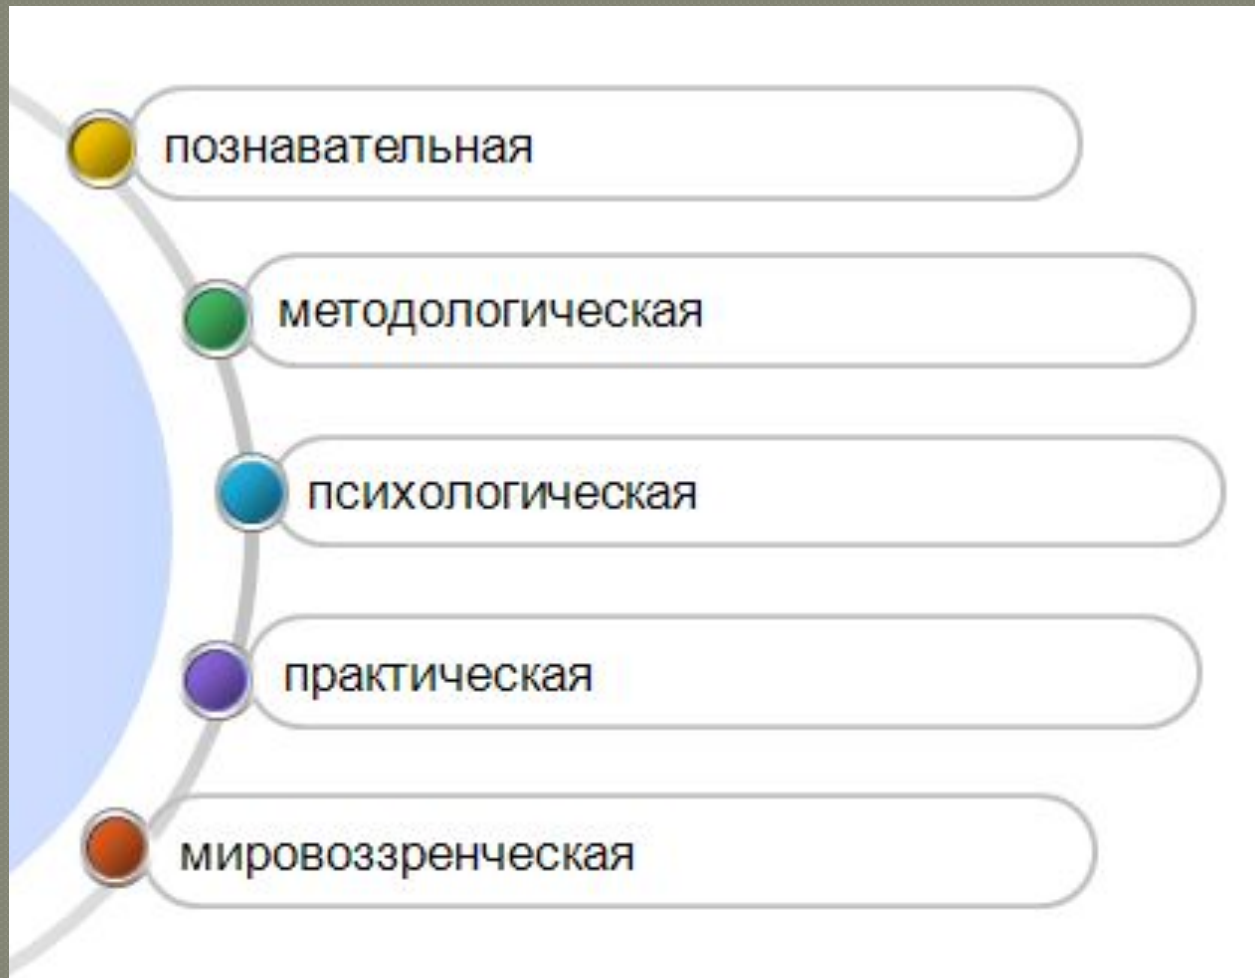 познавательная
методологическая
психологическая
практическая
мировоззренческая